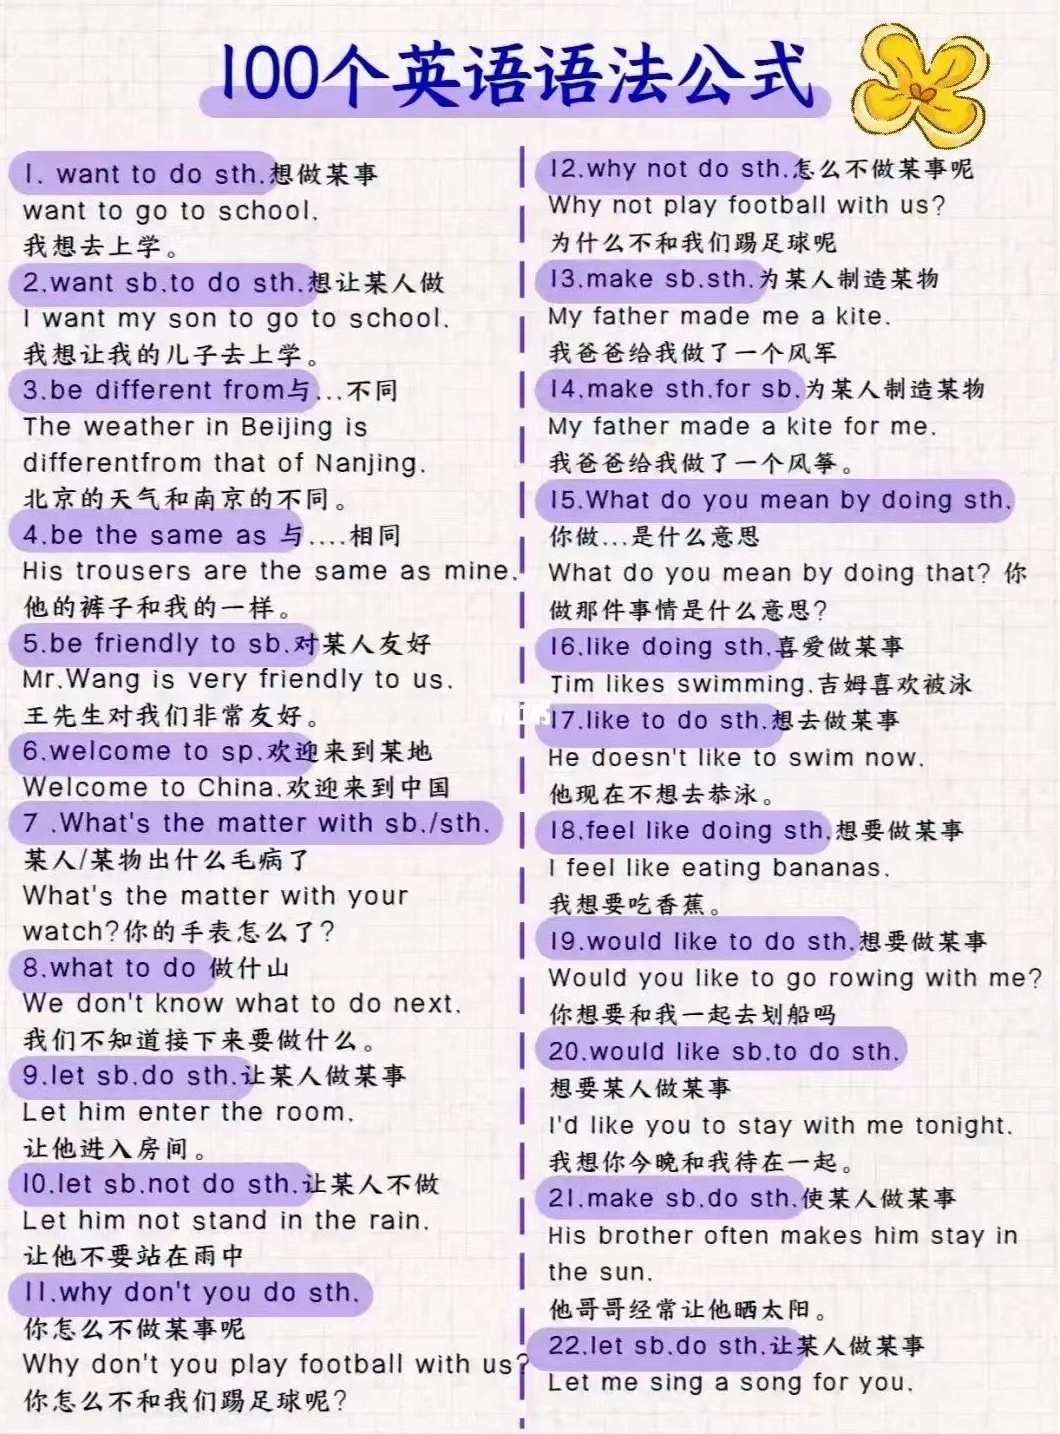 100个英语语法公式
1. want to do sth.想做某事
want to go to school.
我想去上学。
2.want sb.to do sth.想让某人做
I want my son to go to school.
我想让我的儿子去上学。
3.be different from与...不同
The weather in Beijing is
differentfrom that of Nanjing.
北京的天气和南京的不同。
4.be the same as 与....相同
His trousers are the same as mine.
他的裤子和我的一样。
5.be friendly to sb.对某人友好
Mr.Wang is very friendly to us.
王先生对我们非常友好。
6.welcome to sp.欢迎来到某地
Welcome to China.欢迎来到中国
7 .What's the matter with sb./sth.
某人/某物出什么毛病了
What's the matter with your
watch?你的手表怎么了?
8.what to do 做什山
We don't know what to do next.
我们不知道接下来要做什么。
9.let sb.do sth.让某人做某事
Let him enter the room.
让他进入房间。
10.let sb.not do sth.让某人不做
Let him not stand in the rain.
让他不要站在雨中
11.why don't you do sth.
你怎么不做某事呢
Why don't you play football with us?
你怎么不和我们踢足球呢?
12.why not do sth.怎么不做某事呢
Why not play football with us?
为什么不和我们踢足球呢
13.make sb.sth.为某人制造某物
My father made me a kite.
我爸爸给我做了一个风军
14.make sth.for sb.为某人制造某物
My father made a kite for me.
我爸爸给我做了一个风筝。
15.What do you mean by doing sth.
你做...是什么意思
What do you mean by doing that? 你
做那件事情是什么意思?
16.like doing sth.喜爱做某事
Tim likes swimming.吉姆喜欢被泳
17.like to do sth.想去做某事
He doesn't like to swim now.
他现在不想去恭泳。
18.feel like doing sth.想要做某事
I feel like eating bananas.
我想要吃香蕉。
19.would like to do sth.想要做某事
Would you like to go rowing with me?
你想要和我一起去划船吗
20.would like sb.to do sth.
想要某人做某事
I'd like you to stay with me tonight.
我想你今晚和我待在一起。
21.make sb.do sth.使某人做某事
His brother often makes him stay in
the sun.
他哥哥经常让他晒太阳。
22.let sb.do sth.让某人做某事
Let me sing a song for you.